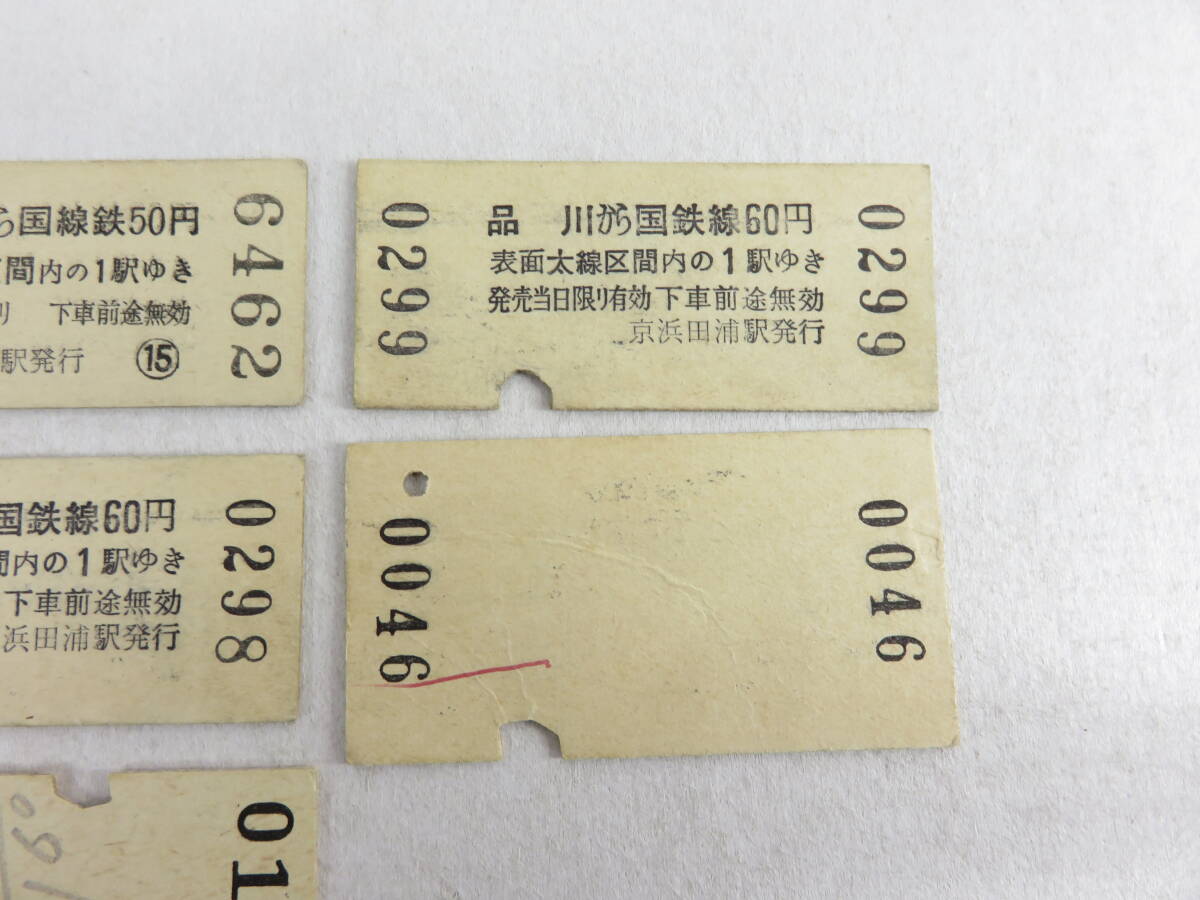 ら国線鉄50円
間内の1駅ゆき
下車前途無効
駅発行 ⑮
6462
0299
品 川から国鉄線60円
表面太線区間内の1駅ゆき
発売当日限り有効 下車前途無効
京浜田浦駅発行
0299
国鉄線60円
間内の1駅ゆき
下車前途無効
浜田浦駅発行
0298
0046
0046
01